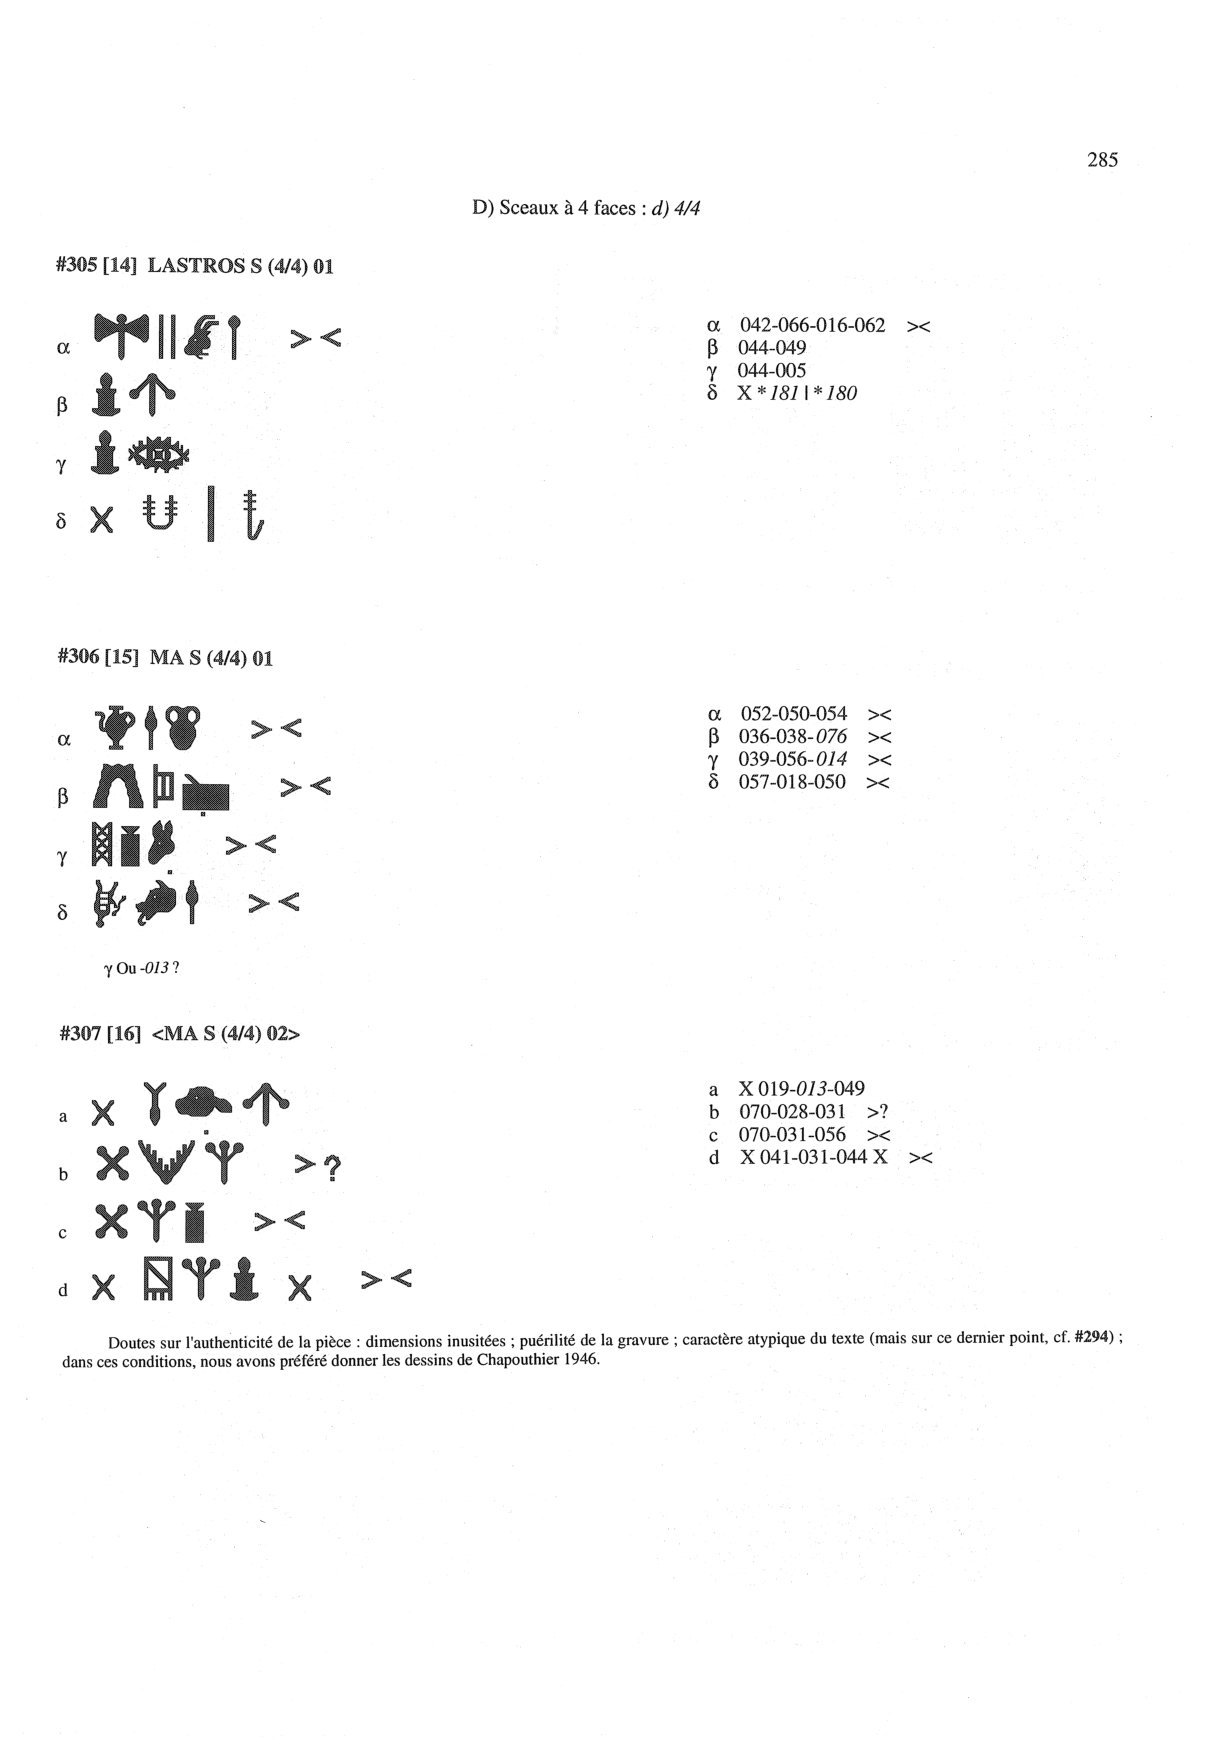 285
D) Sceaux à 4 faces : d) 4/4
#305 [14] LASTROS S (4/4) 01
α > <
β
γ
δ X |
α 042-066-016-062 ><
β 044-049
γ 044-005
δ X *181 | *180
#306 [15] MA S (4/4) 01
α > <
β > <
γ > <
δ > <
α 052-050-054 ><
β 036-038-076 ><
γ 039-056-014 ><
δ 057-018-050 ><
γ Ou -013 ?
#307 [16] <MA S (4/4) 02>
a X
b > ?
c > <
d X X > <
a X 019-013-049
b 070-028-031 >?
c 070-031-056 ><
d X 041-031-044 X ><
Doutes sur l'authenticité de la pièce : dimensions inusitées ; puérilité de la gravure ; caractère atypique du texte (mais sur ce dernier point, cf. #294) ;
dans ces conditions, nous avons préféré donner les dessins de Chapouthier 1946.